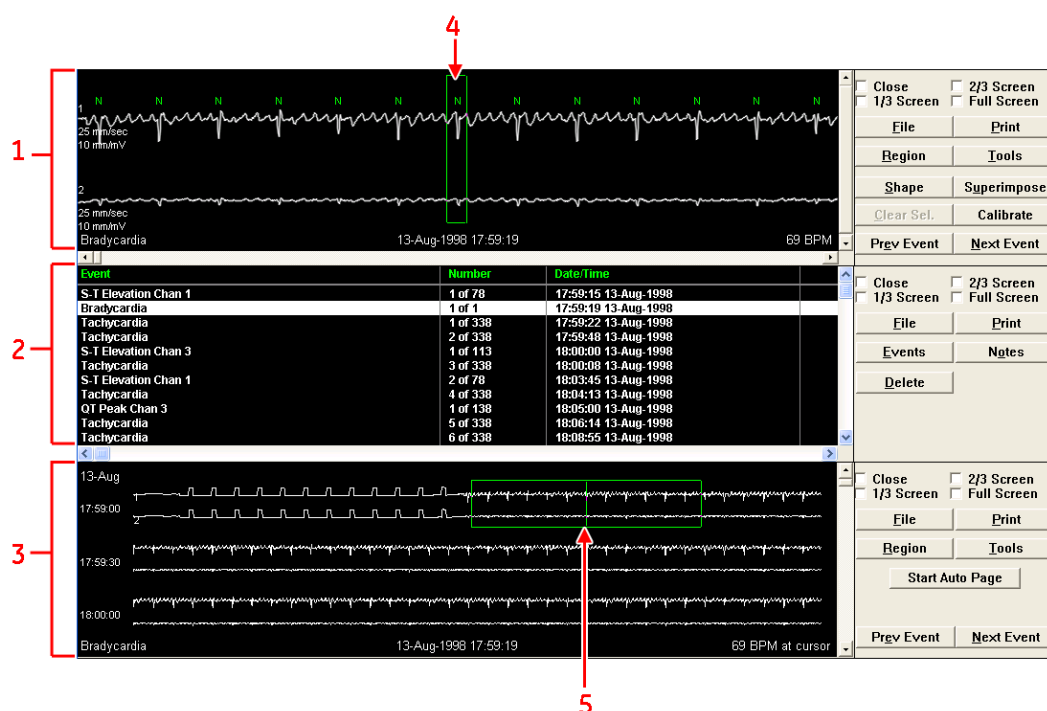 4
1
2
3
5
N N N N N N N N N N N N N
1
25 mm/sec
10 mm/mV
2
25 mm/sec
10 mm/mV
Bradycardia 13-Aug-1998 17:59:19 69 BPM
Close 2/3 Screen
1/3 Screen Full Screen
File Print
Region Tools
Shape Superimpose
Clear Sel. Calibrate
Prev Event Next Event
Event Number Date/Time
S-T Elevation Chan 1 1 of 78 17:59:15 13-Aug-1998
Bradycardia 1 of 1 17:59:19 13-Aug-1998
Tachycardia 1 of 338 17:59:22 13-Aug-1998
Tachycardia 2 of 338 17:59:48 13-Aug-1998
S-T Elevation Chan 3 1 of 113 18:00:00 13-Aug-1998
Tachycardia 3 of 338 18:00:08 13-Aug-1998
S-T Elevation Chan 1 2 of 78 18:03:45 13-Aug-1998
Tachycardia 4 of 338 18:04:13 13-Aug-1998
QT Peak Chan 3 1 of 138 18:05:00 13-Aug-1998
Tachycardia 5 of 338 18:06:14 13-Aug-1998
Tachycardia 6 of 338 18:08:55 13-Aug-1998
Close 2/3 Screen
1/3 Screen Full Screen
File Print
Events Notes
Delete
13-Aug
17:59:00
2
17:59:30
18:00:00
Bradycardia 13-Aug-1998 17:59:19 69 BPM at cursor
Close 2/3 Screen
1/3 Screen Full Screen
File Print
Region Tools
Start Auto Page
Prev Event Next Event